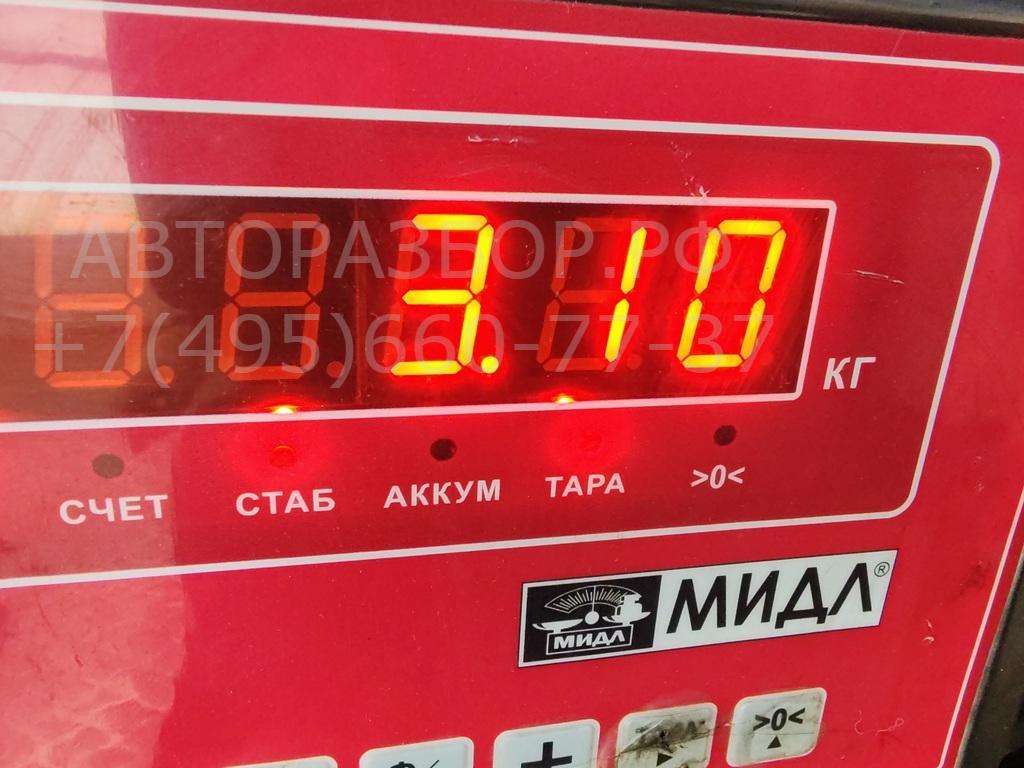 АВТОРАЗБОР.РФ
+7(495)660-77-37
3.10
КГ
СЧЕТ СТАБ АККУМ ТАРА >0<
МИДЛ МИДЛ®
+ >0<